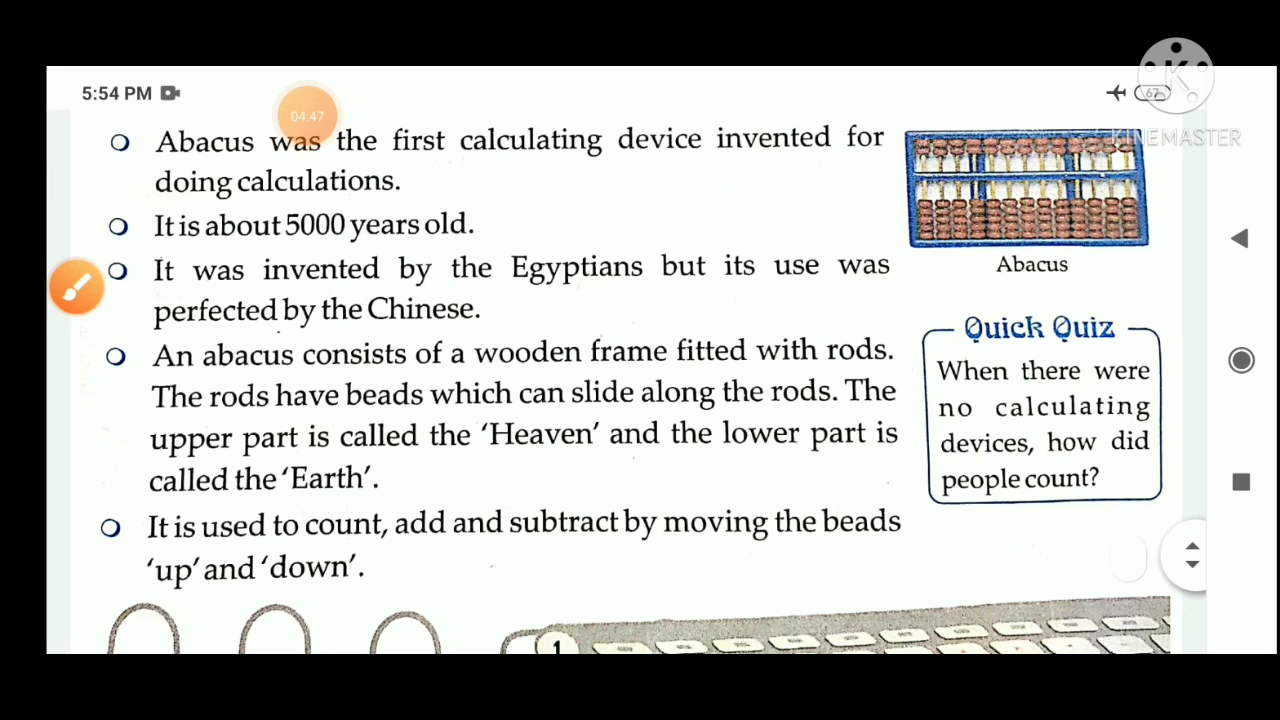 5:54 PM
04:47
67
KINEMASTER
Abacus was the first calculating device invented for
doing calculations.
It is about 5000 years old.
It was invented by the Egyptians but its use was
perfected by the Chinese.
An abacus consists of a wooden frame fitted with rods.
The rods have beads which can slide along the rods. The
upper part is called the ‘Heaven’ and the lower part is
called the ‘Earth’.
It is used to count, add and subtract by moving the beads
‘up’ and ‘down’.
Abacus
Quick Quiz
When there were
no calculating
devices, how did
people count?
1